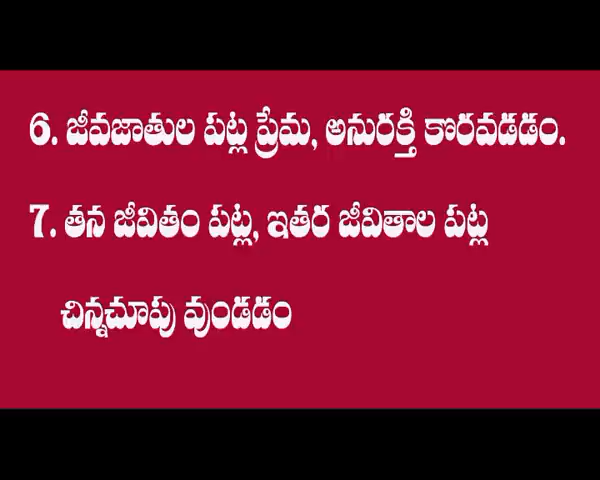 6. జీవజాతుల పట్ల ప్రేమ, అనురక్తి కొరవడడం.
7. తన జీవితం పట్ల, ఇతర జీవితాల పట్ల
చిన్నచూపు వుండడం